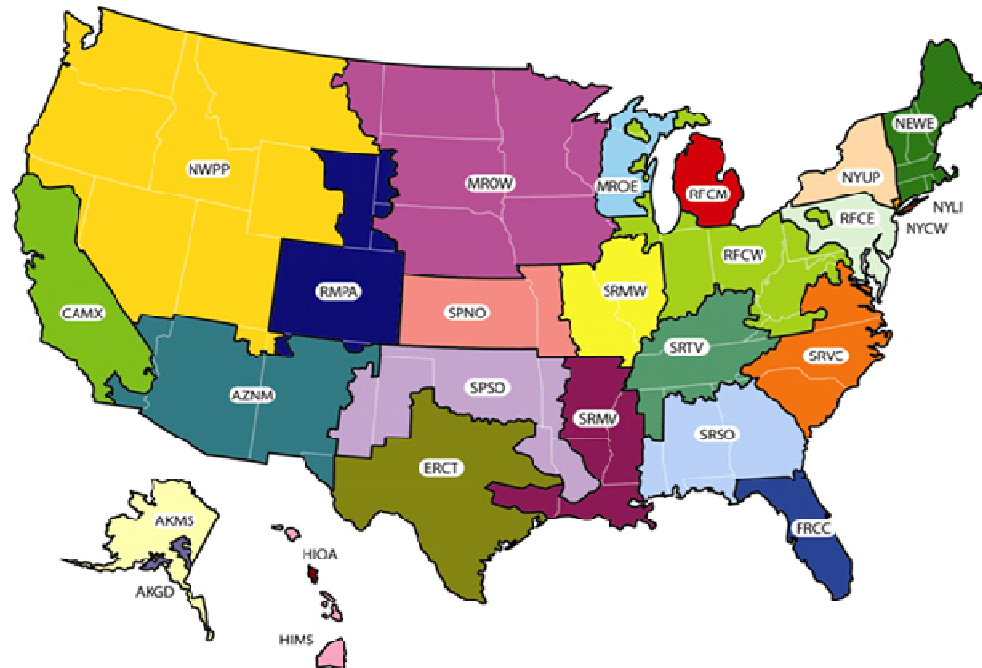 NEWE
NWPP
MROW
MROE
RFCM
NYUP
NYLI
RFCE
NYCW
RFCW
RMPA
SRMW
CAMX
SPNO
SRTV
SRVC
AZNM
SPSO
SRMV
SRSO
ERCT
AKMS
FRCC
HIOA
AKGD
HIMS